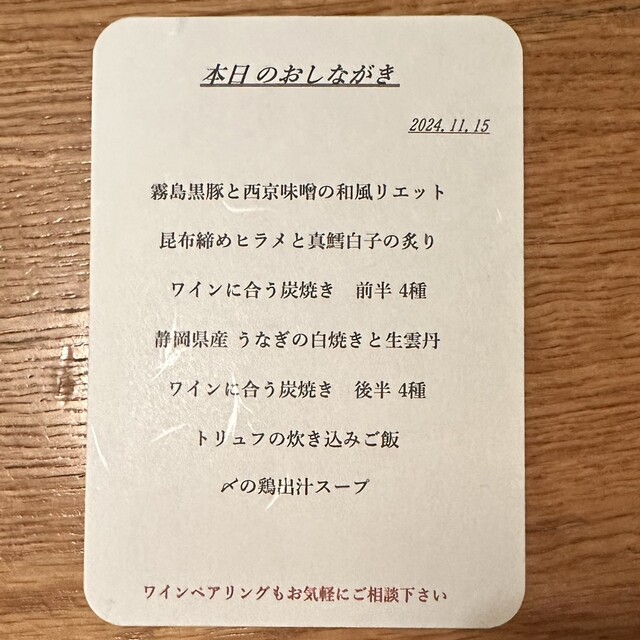 本日のおしながき
2024.11.15
霧島黒豚と西京味噌の和風リエット
昆布締めヒラメと真鱈白子の炙り
ワインに合う炭焼き　前半 4種
静岡県産 うなぎの白焼きと生雲丹
ワインに合う炭焼き　後半 4種
トリュフの炊き込みご飯
〆の鶏出汁スープ
ワインペアリングもお気軽にご相談下さい